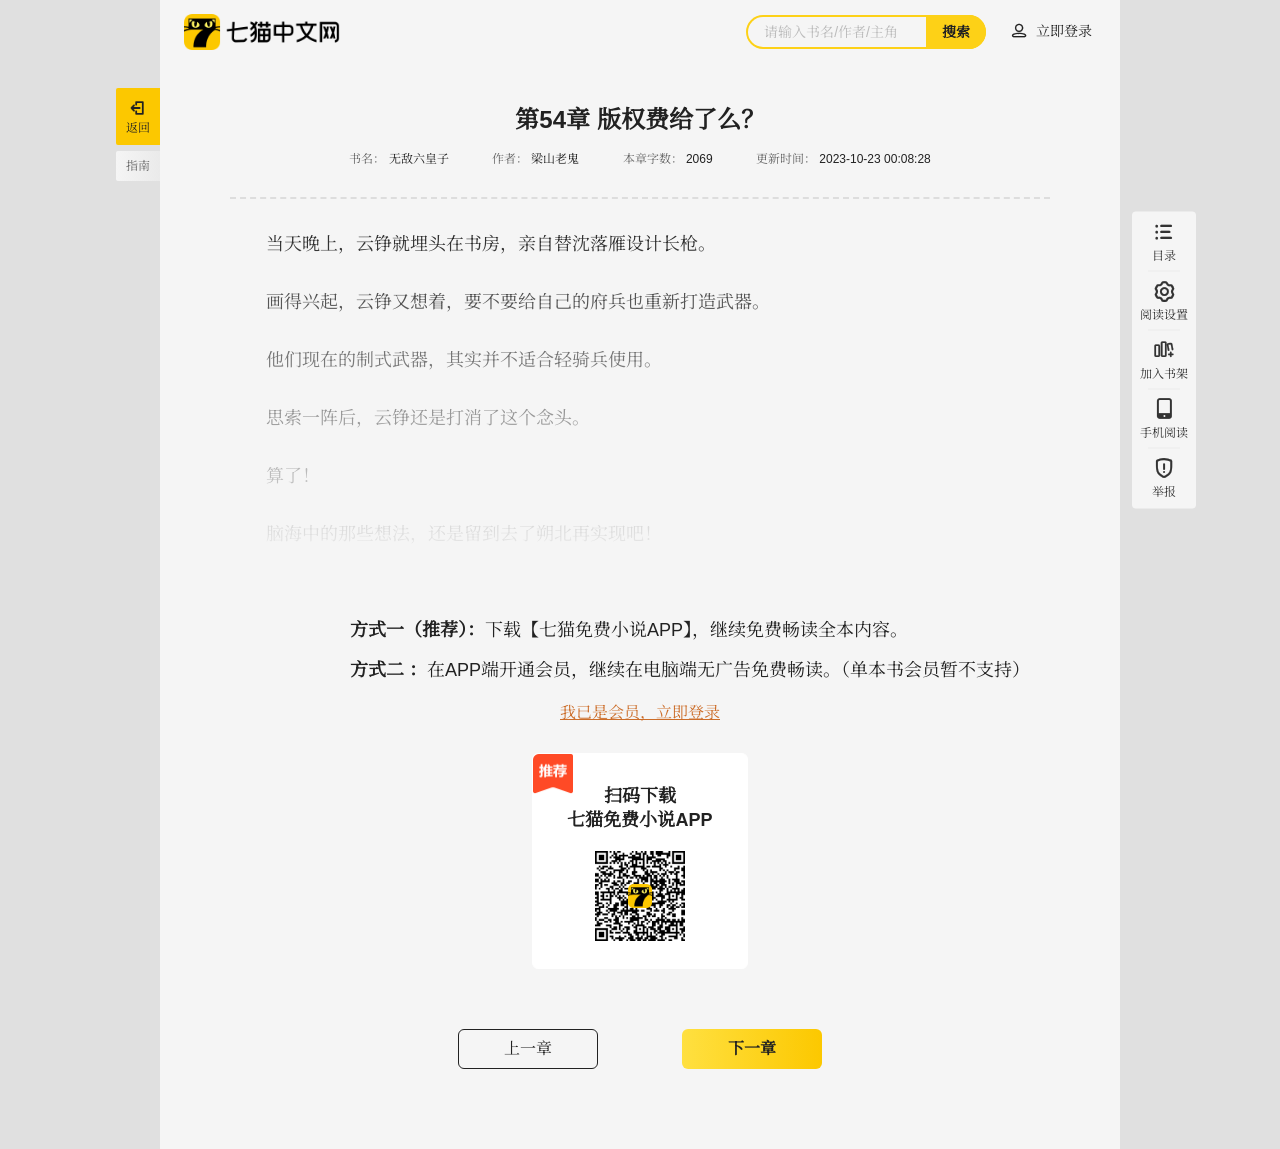 七猫中文网
请输入书名/作者/主角
搜索
立即登录
返回
指南
第54章 版权费给了么?
书名： 无敌六皇子 作者： 梁山老鬼 本章字数： 2069 更新时间： 2023-10-23 00:08:28
当天晚上，云铮就埋头在书房，亲自替沈落雁设计长枪。
画得兴起，云铮又想着，要不要给自己的府兵也重新打造武器。
他们现在的制式武器，其实并不适合轻骑兵使用。
思索一阵后，云铮还是打消了这个念头。
算了！
脑海中的那些想法，还是留到去了朔北再实现吧！
目录
阅读设置
加入书架
手机阅读
举报
方式一（推荐）：下载【七猫免费小说APP】，继续免费畅读全本内容。
方式二 ：在APP端开通会员，继续在电脑端无广告免费畅读。（单本书会员暂不支持）
我已是会员，立即登录
推荐
扫码下载
七猫免费小说APP
上一章
下一章